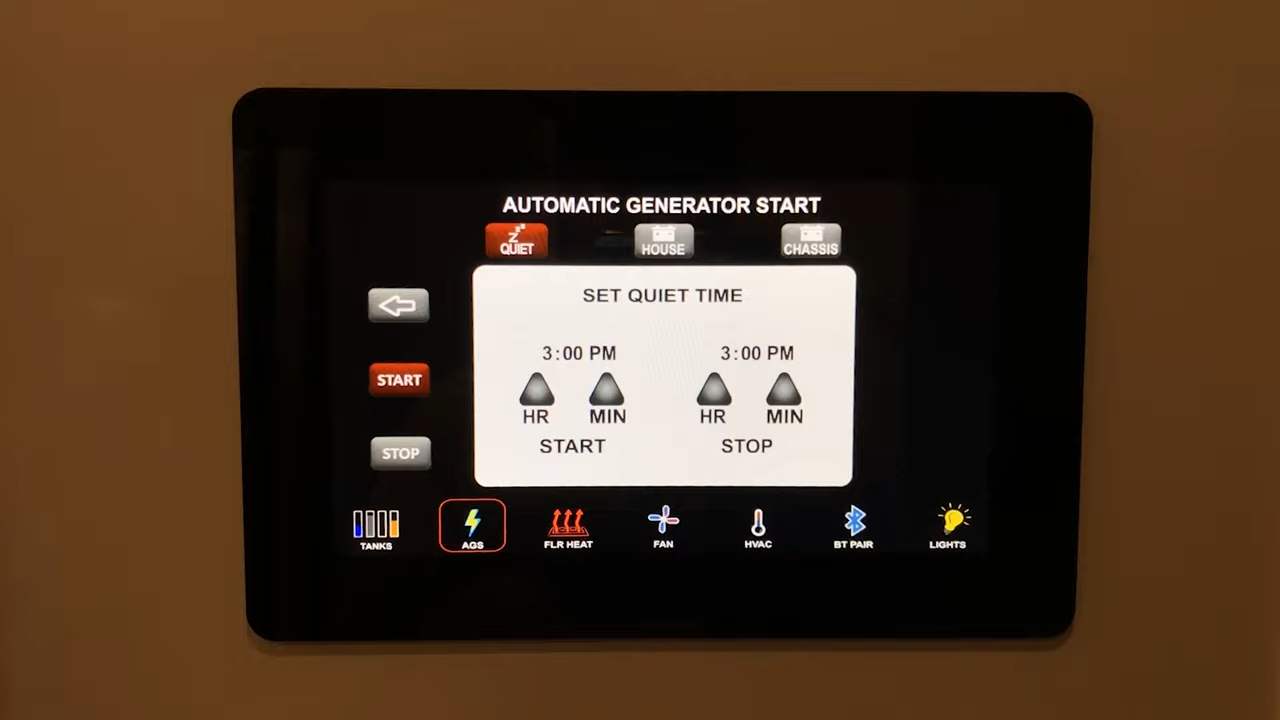 AUTOMATIC GENERATOR START
Z zz
QUIET
HOUSE
CHASSIS
SET QUIET TIME
3:00 PM
3:00 PM
START
HR
MIN
HR
MIN
START
STOP
STOP
TANKS
AGS
FLR HEAT
FAN
HVAC
BT PAIR
LIGHTS